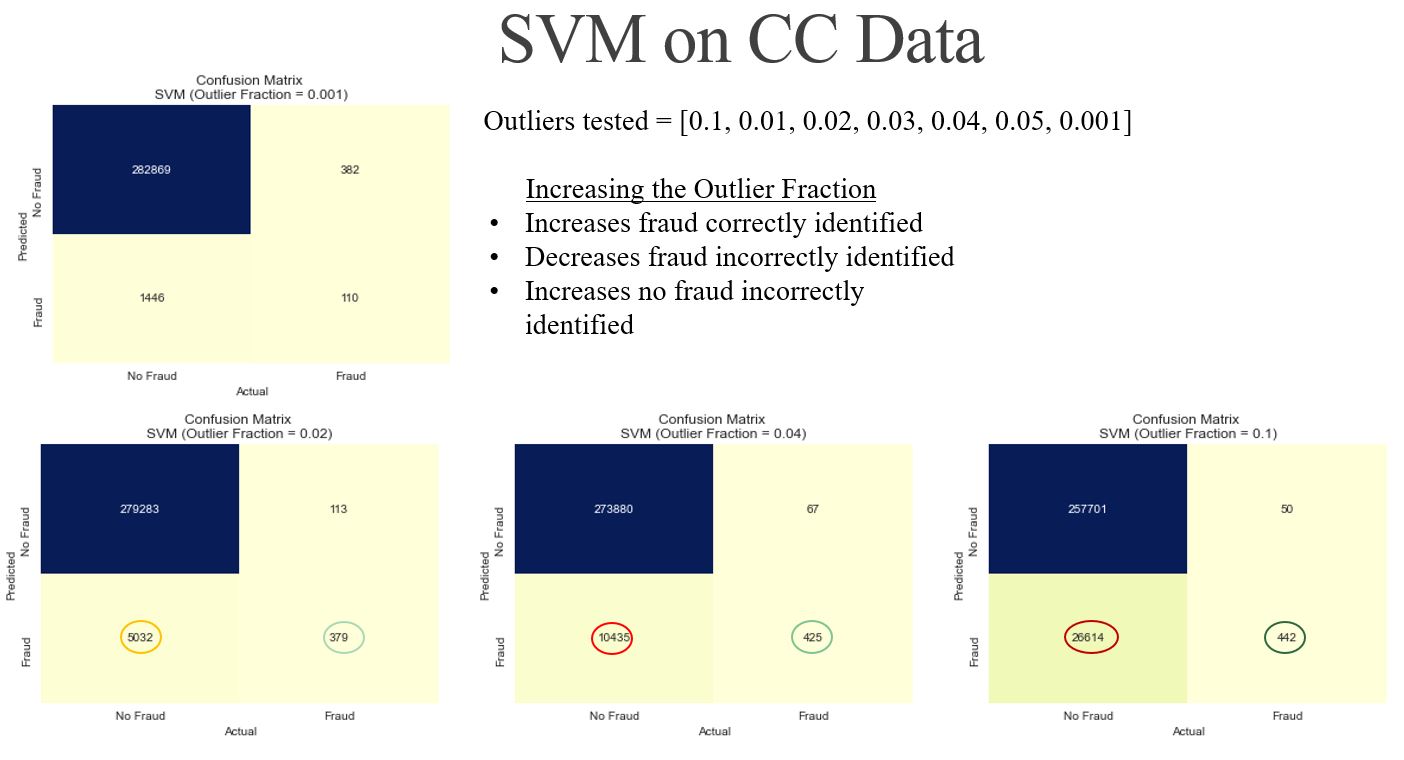 SVM on CC Data
Confusion Matrix
SVM (Outlier Fraction = 0.001)
Predicted
No Fraud
282869
382
Fraud
1446
110
No Fraud
Fraud
Actual
Outliers tested = [0.1, 0.01, 0.02, 0.03, 0.04, 0.05, 0.001]
Increasing the Outlier Fraction
• Increases fraud correctly identified
• Decreases fraud incorrectly identified
• Increases no fraud incorrectly
identified
Confusion Matrix
SVM (Outlier Fraction = 0.02)
Predicted
No Fraud
279283
113
Fraud
5032
379
No Fraud
Fraud
Actual
Confusion Matrix
SVM (Outlier Fraction = 0.04)
Predicted
No Fraud
273880
67
Fraud
10435
425
No Fraud
Fraud
Actual
Confusion Matrix
SVM (Outlier Fraction = 0.1)
Predicted
No Fraud
257701
50
Fraud
26614
442
No Fraud
Fraud
Actual